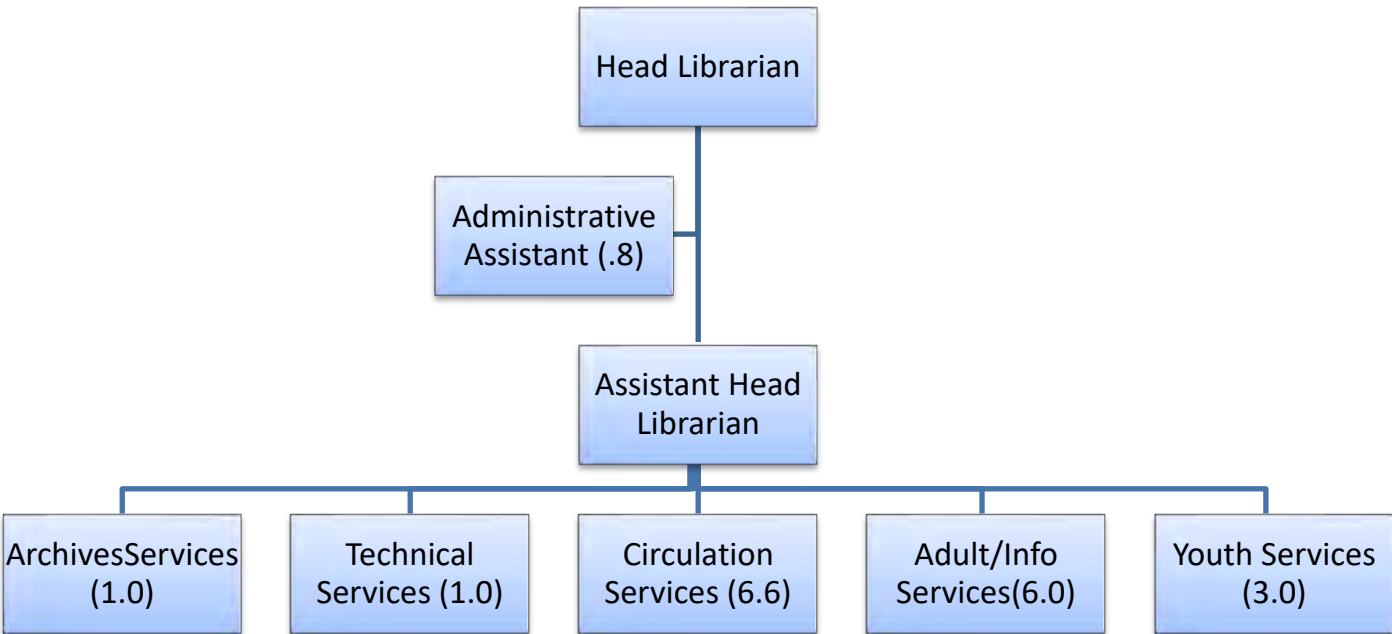 Head Librarian
Administrative
Assistant (.8)
Assistant Head
Librarian
ArchivesServices
(1.0)
Technical
Services (1.0)
Circulation
Services (6.6)
Adult/Info
Services(6.0)
Youth Services
(3.0)